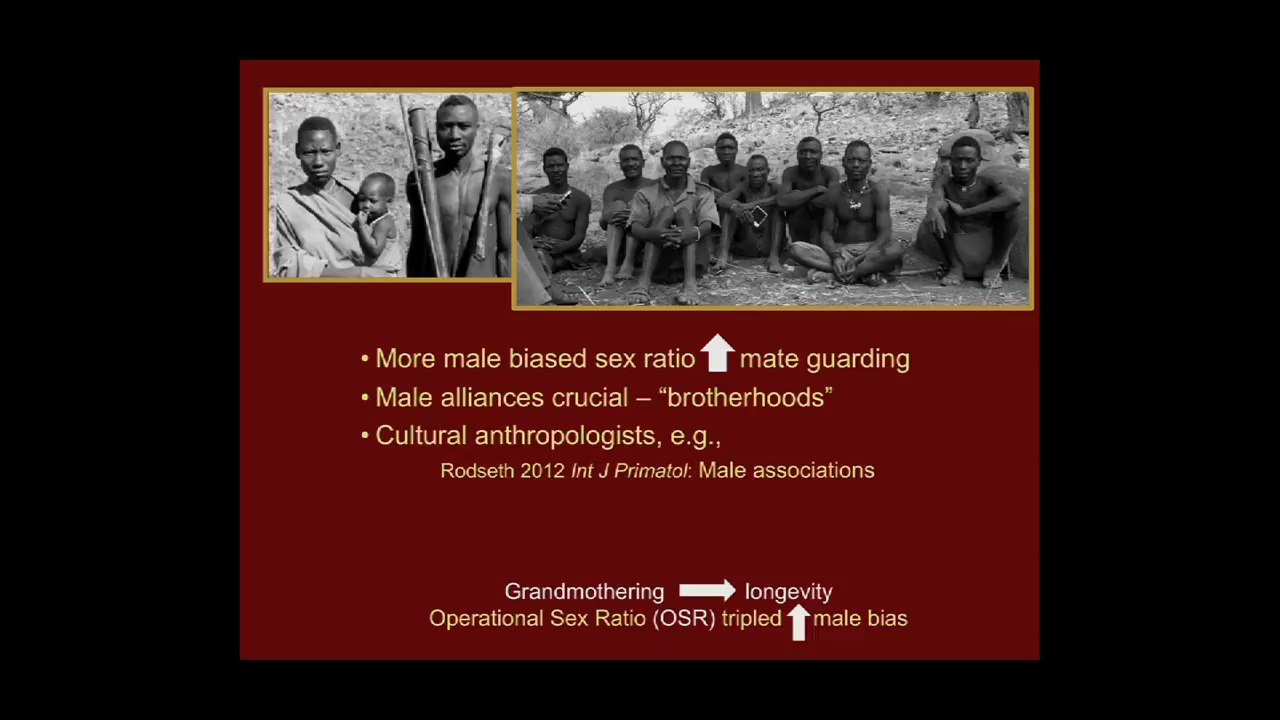 • More male biased sex ratio ⬆ mate guarding
• Male alliances crucial – “brotherhoods”
• Cultural anthropologists, e.g.,
Rodseth 2012 Int J Primatol: Male associations
Grandmothering ➡ longevity
Operational Sex Ratio (OSR) tripled ⬆ male bias